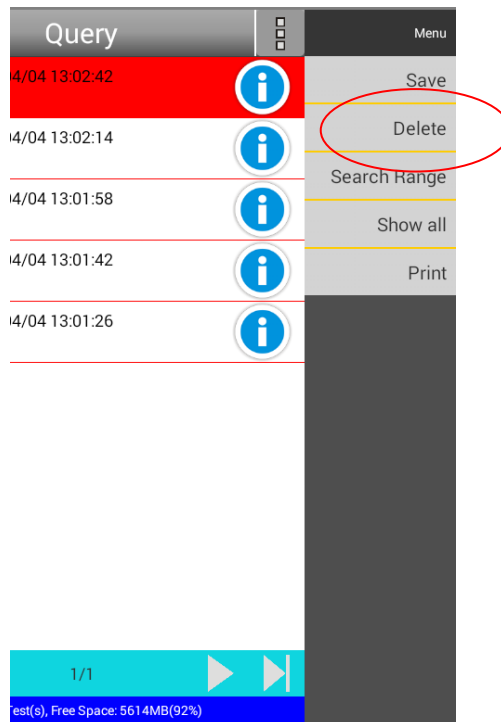 Query
Menu
4/04 13:02:42
4/04 13:02:14
4/04 13:01:58
4/04 13:01:42
4/04 13:01:26
Save
Delete
Search Range
Show all
Print
1/1
Test(s), Free Space: 5614MB(92%)